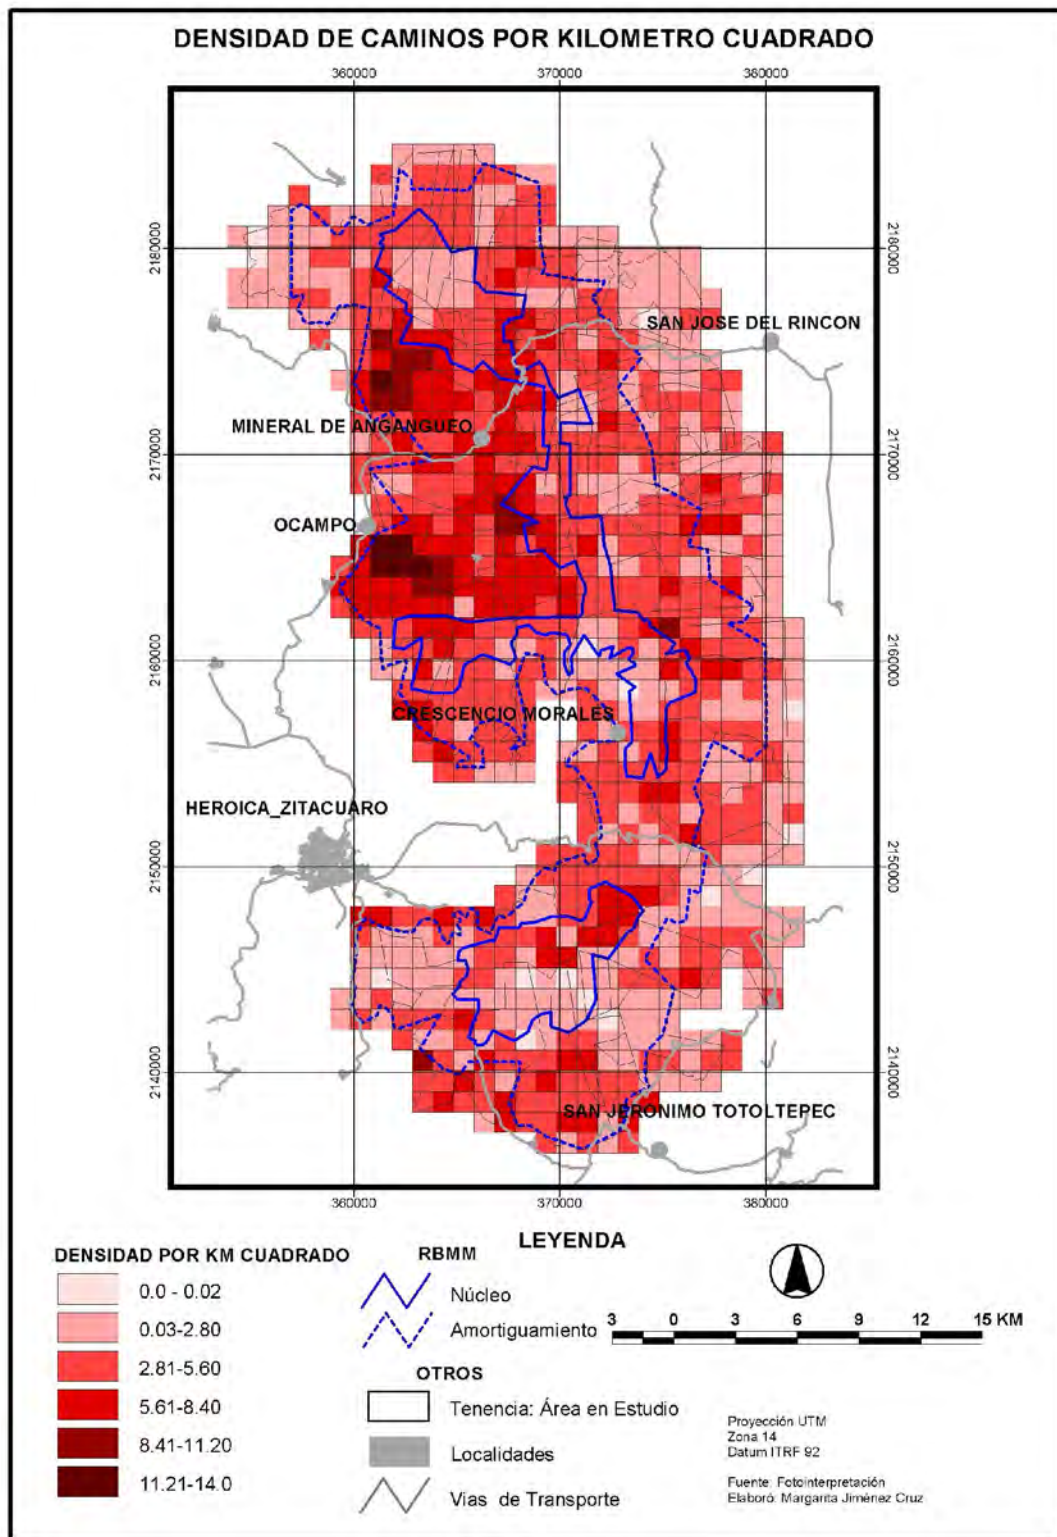 DENSIDAD DE CAMINOS POR KILOMETRO CUADRADO
360000 370000 380000
2180000 2180000
SAN JOSE DEL RINCON
MINERAL DE ANGANGUEO
2170000 2170000
OCAMPO
2160000 2160000
CRESCENCIO MORALES
HEROICA_ZITACUARO
2150000 2150000
2140000 2140000
SAN JERONIMO TOTOLTEPEC
360000 370000 380000
LEYENDA
DENSIDAD POR KM CUADRADO
0.0 - 0.02
0.03-2.80
2.81-5.60
5.61-8.40
8.41-11.20
11.21-14.0
RBMM
Núcleo
Amortiguamiento
OTROS
Tenencia: Área en Estudio
Localidades
Vias de Transporte
3 0 3 6 9 12 15 KM
Proyección UTM
Zona 14
Datum ITRF 92
Fuente: Fotointerpretación
Elaboró: Margarita Jiménez Cruz